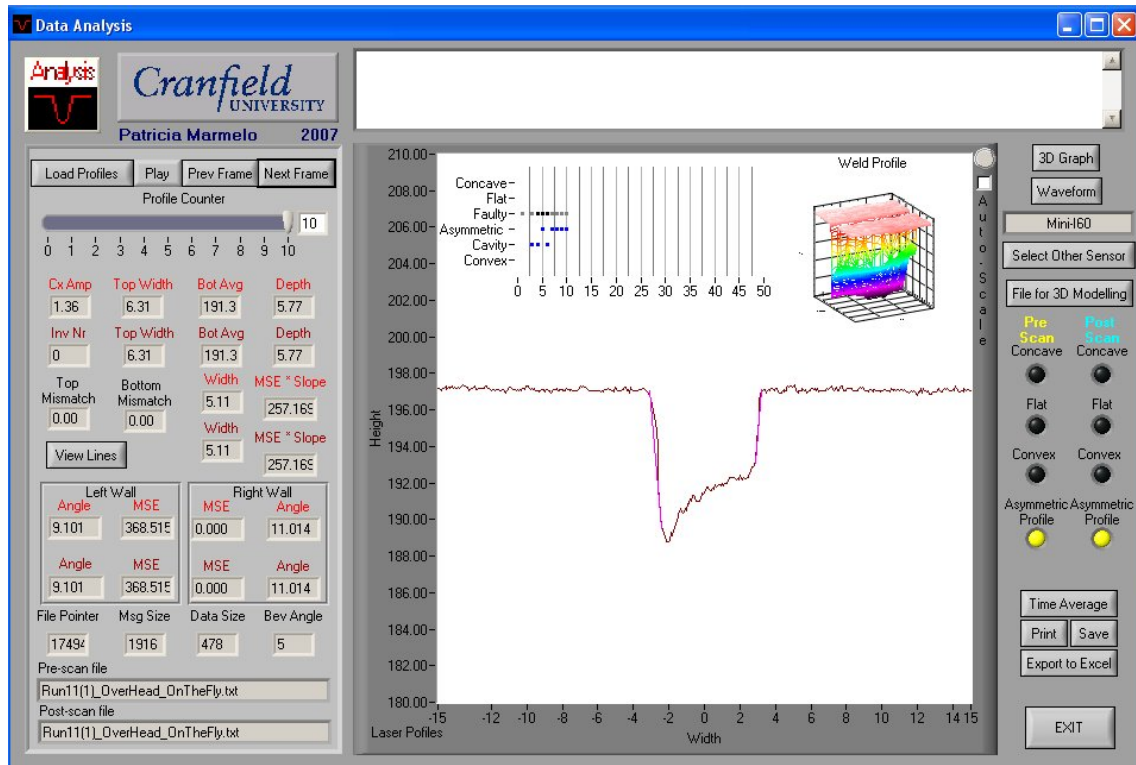 Data Analysis
Analysis
Cranfield
UNIVERSITY
Patricia Marmelo 2007
Load Profiles Play Prev Frame Next Frame
Profile Counter
10
0 1 2 3 4 5 6 7 8 9 10
Cx Amp Top Width Bot Avg Depth
1.36 6.31 191.3 5.77
Inv Nr Top Width Bot Avg Depth
0 6.31 191.3 5.77
Top Mismatch Bottom Mismatch Width MSE * Slope
0.00 0.00 5.11 257.169
Width MSE * Slope
5.11 257.169
View Lines
Left Wall Right Wall
Angle MSE MSE Angle
9.101 368.515 0.000 11.014
Angle MSE MSE Angle
9.101 368.515 0.000 11.014
File Pointer Msg Size Data Size Bev Angle
17494 1916 478 5
Pre-scan file
Run11(1)_OverHead_OnTheFly.txt
Post-scan file
Run11(1)_OverHead_OnTheFly.txt
210.00
208.00
206.00
204.00
202.00
200.00
198.00
196.00
194.00
192.00
190.00
188.00
186.00
184.00
182.00
180.00
Height
-15 -12 -10 -8 -6 -4 -2 0 2 4 6 8 10 12 14 15
Laser Pofiles
Width
Concave
Flat
Faulty
Asymmetric
Cavity
Convex
0 5 10 15 20 25 30 35 40 45 50
Weld Profile
Auto-Scale
3D Graph
Waveform
Mini-I60
Select Other Sensor
File for 3D Modelling
Pre Scan Post Scan
Concave Concave
Flat Flat
Convex Convex
Asymmetric Profile Asymmetric Profile
Time Average
Print Save
Export to Excel
EXIT